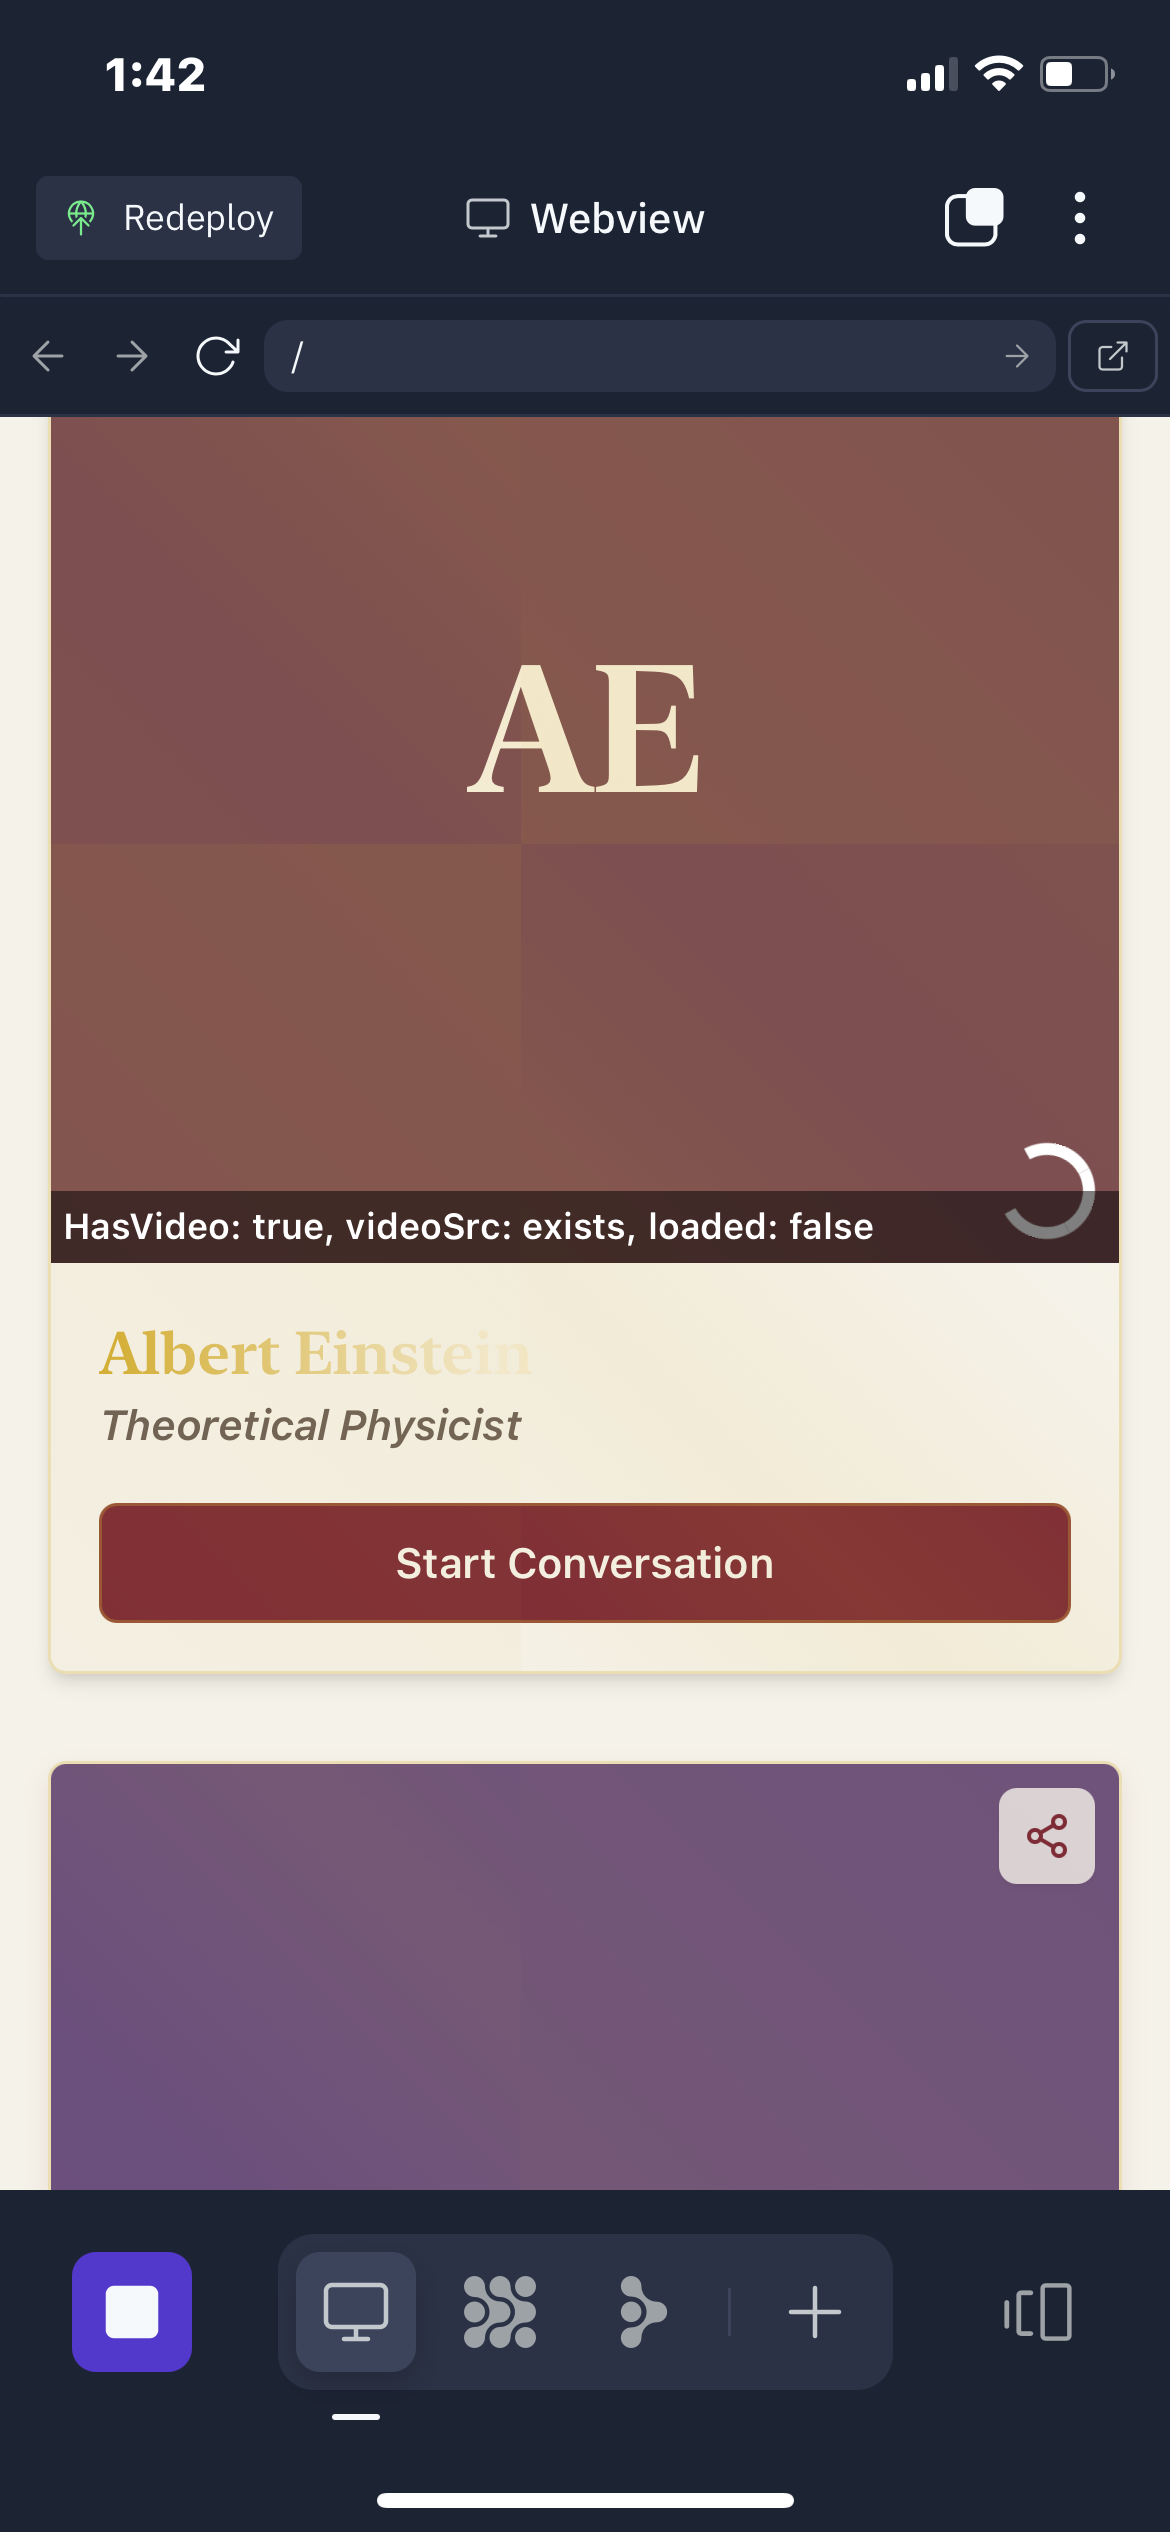 1:42
Redeploy
Webview
/
AE
HasVideo: true, videoSrc: exists, loaded: false
Albert Einstein
Theoretical Physicist
Start Conversation